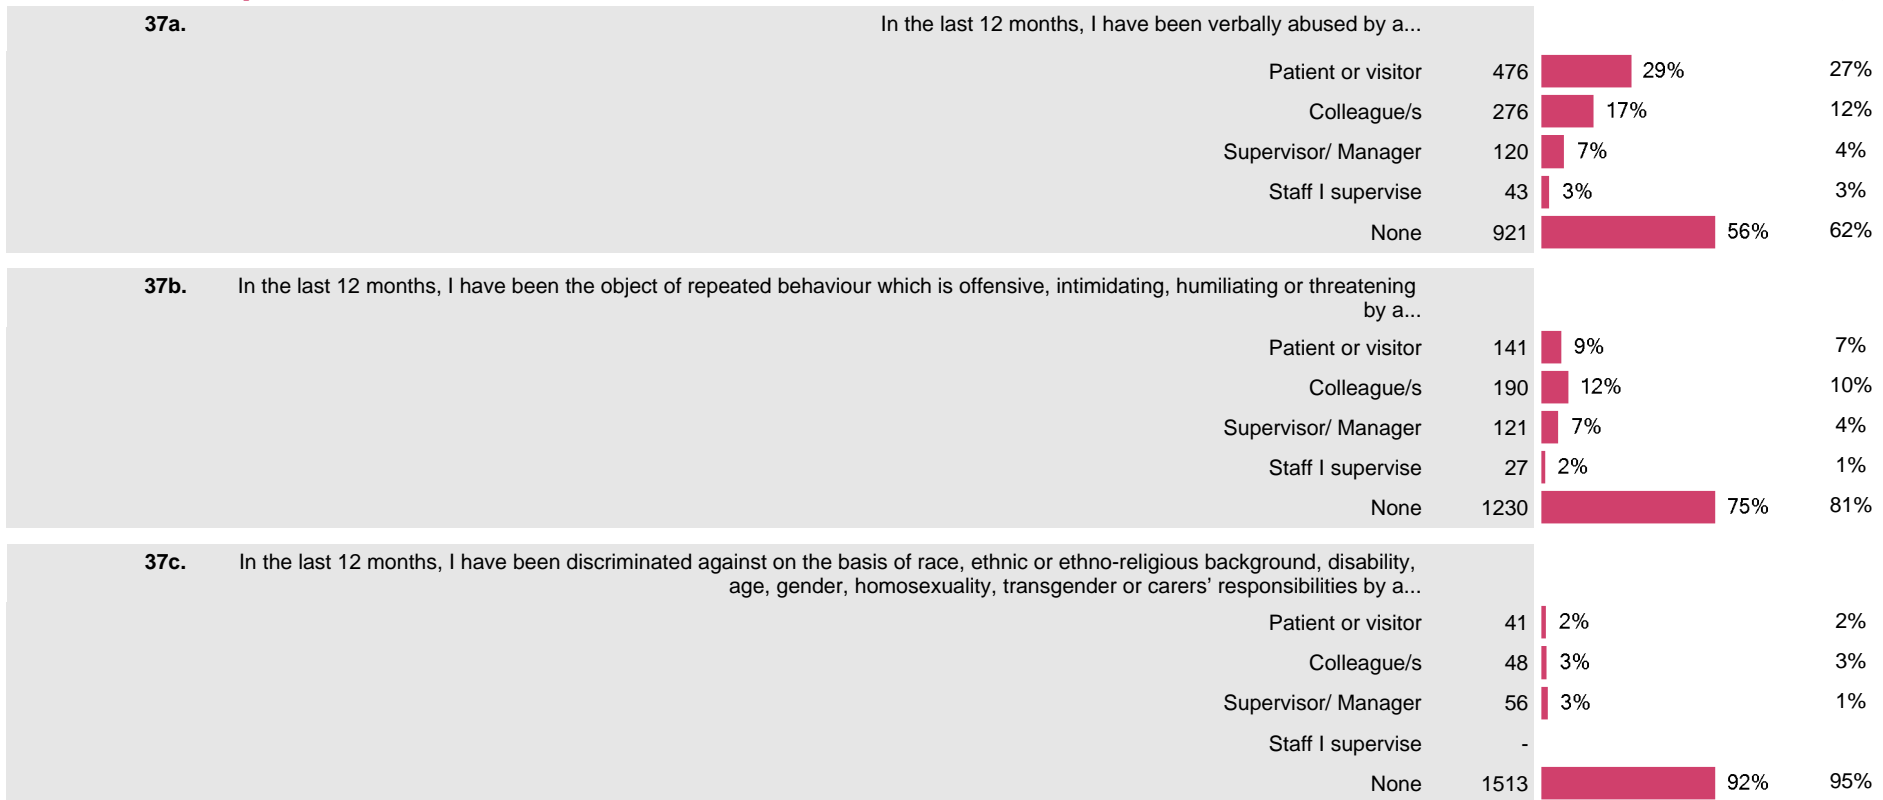 37a. In the last 12 months, I have been verbally abused by a...
Patient or visitor 476 29% 27%
Colleague/s 276 17% 12%
Supervisor/ Manager 120 7% 4%
Staff I supervise 43 3% 3%
None 921 56% 62%
37b. In the last 12 months, I have been the object of repeated behaviour which is offensive, intimidating, humiliating or threatening
by a...
Patient or visitor 141 9% 7%
Colleague/s 190 12% 10%
Supervisor/ Manager 121 7% 4%
Staff I supervise 27 2% 1%
None 1230 75% 81%
37c. In the last 12 months, I have been discriminated against on the basis of race, ethnic or ethno-religious background, disability,
age, gender, homosexuality, transgender or carers’ responsibilities by a...
Patient or visitor 41 2% 2%
Colleague/s 48 3% 3%
Supervisor/ Manager 56 3% 1%
Staff I supervise -
None 1513 92% 95%